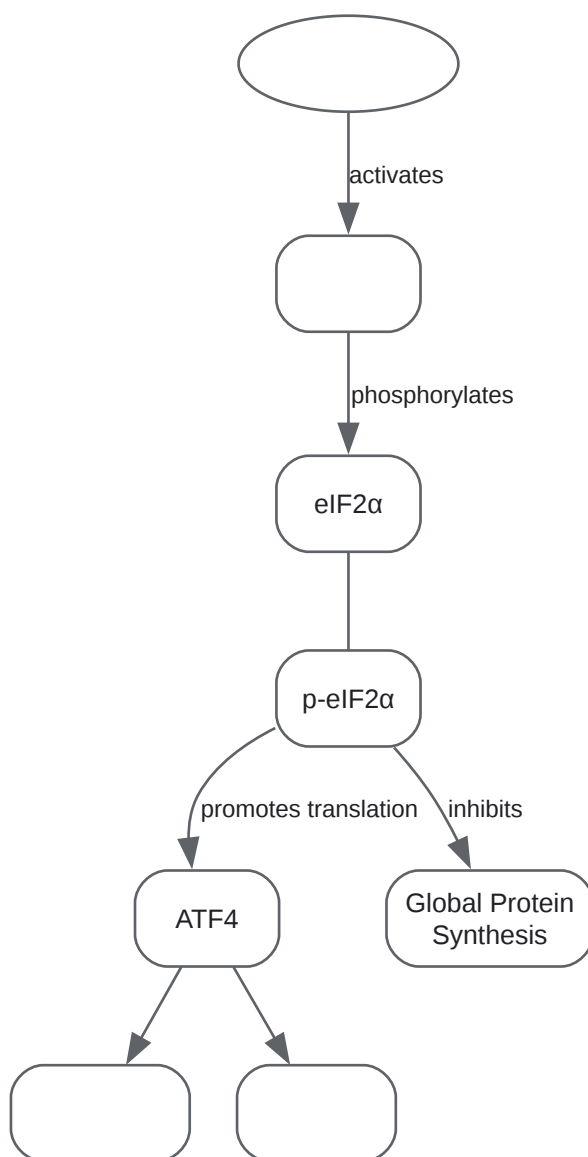 activates
phosphorylates
eIF2α
p-eIF2α
promotes translation
inhibits
ATF4
Global Protein
Synthesis